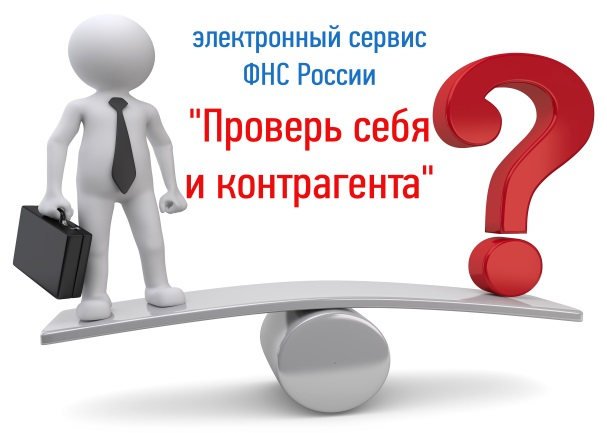 электронный сервис
ФНС России
"Проверь себя
и контрагента"